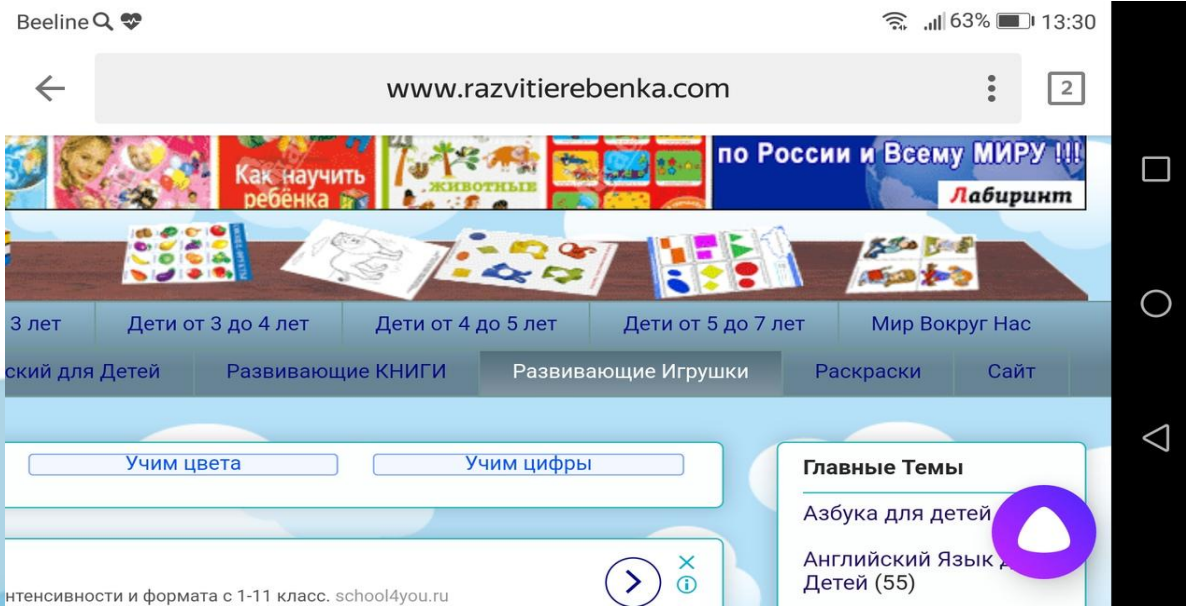 Beeline
63% 13:30
www.razvitierebenka.com
2
Как научить
ребёнка
ЖИВОТНЫЕ
по России и Всему МИРУ !!!
Лабиринт
3 лет Дети от 3 до 4 лет Дети от 4 до 5 лет Дети от 5 до 7 лет Мир Вокруг Нас
ский для Детей Развивающие КНИГИ Развивающие Игрушки Раскраски Сайт
Учим цвета Учим цифры
Главные Темы
Азбука для детей
Английский Язык
Детей (55)
нтенсивности и формата с 1-11 класс. school4you.ru